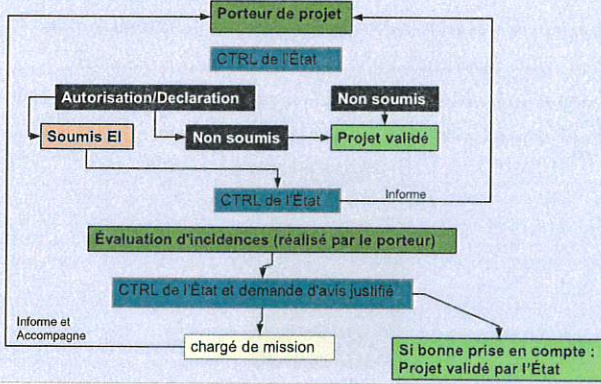 Porteur de projet
CTRL de l'État
Autorisation/Declaration
Non soumis
Soumis EI
Non soumis
Projet validé
CTRL de l'État
Informe
Évaluation d'incidences (réalisé par le porteur)
CTRL de l'État et demande d'avis justifié
Informe et
Accompagne
chargé de mission
Si bonne prise en compte :
Projet validé par l'État